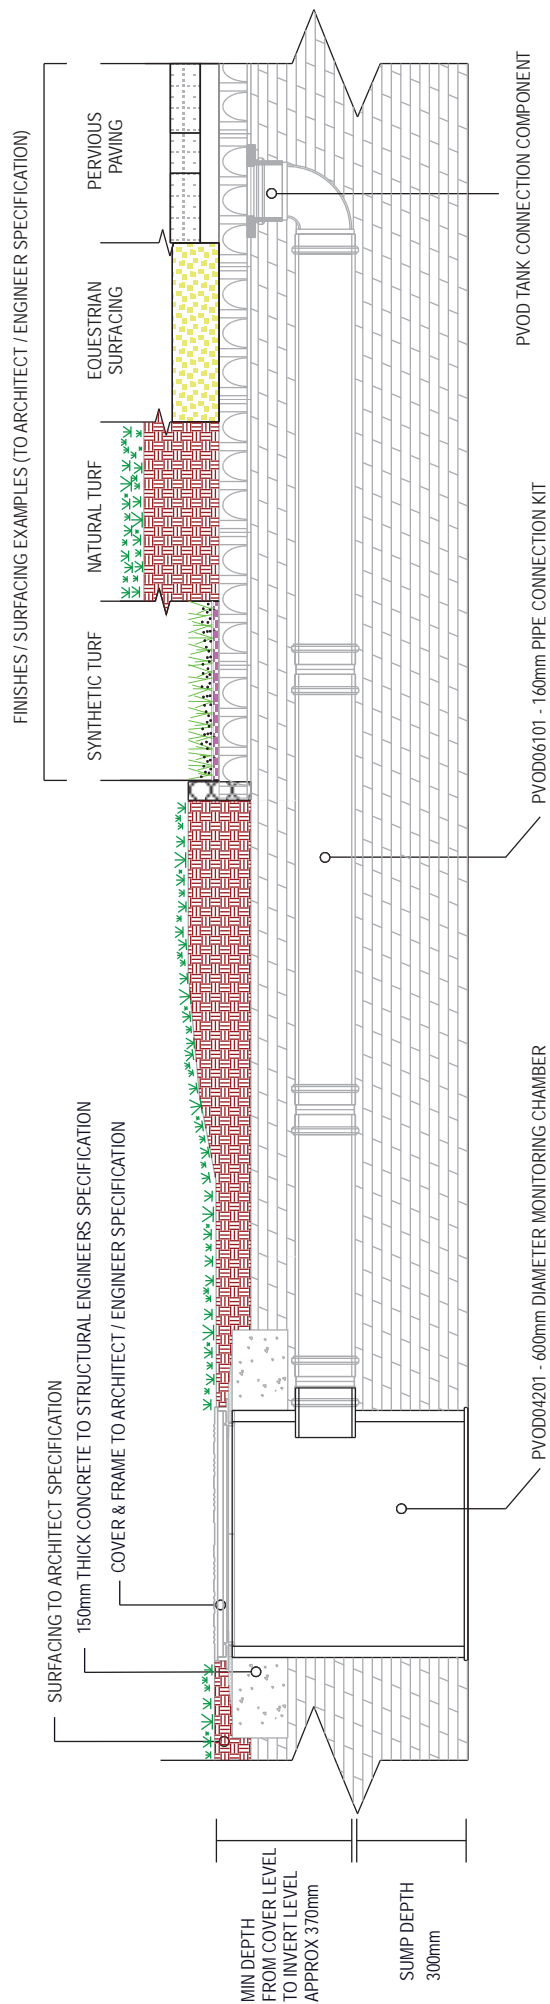 FINISHES / SURFACING EXAMPLES (TO ARCHITECT / ENGINEER SPECIFICATION)
SYNTHETIC TURF
NATURAL TURF
EQUESTRIAN
SURFACING
PERVIOUS
PAVING
SURFACING TO ARCHITECT SPECIFICATION
150mm THICK CONCRETE TO STRUCTURAL ENGINEERS SPECIFICATION
COVER & FRAME TO ARCHITECT / ENGINEER SPECIFICATION
MIN DEPTH
FROM COVER LEVEL
TO INVERT LEVEL
APPROX 370mm
SUMP DEPTH
300mm
PVOD04201 - 600mm DIAMETER MONITORING CHAMBER
PVOD06101 - 160mm PIPE CONNECTION KIT
PVOD TANK CONNECTION COMPONENT